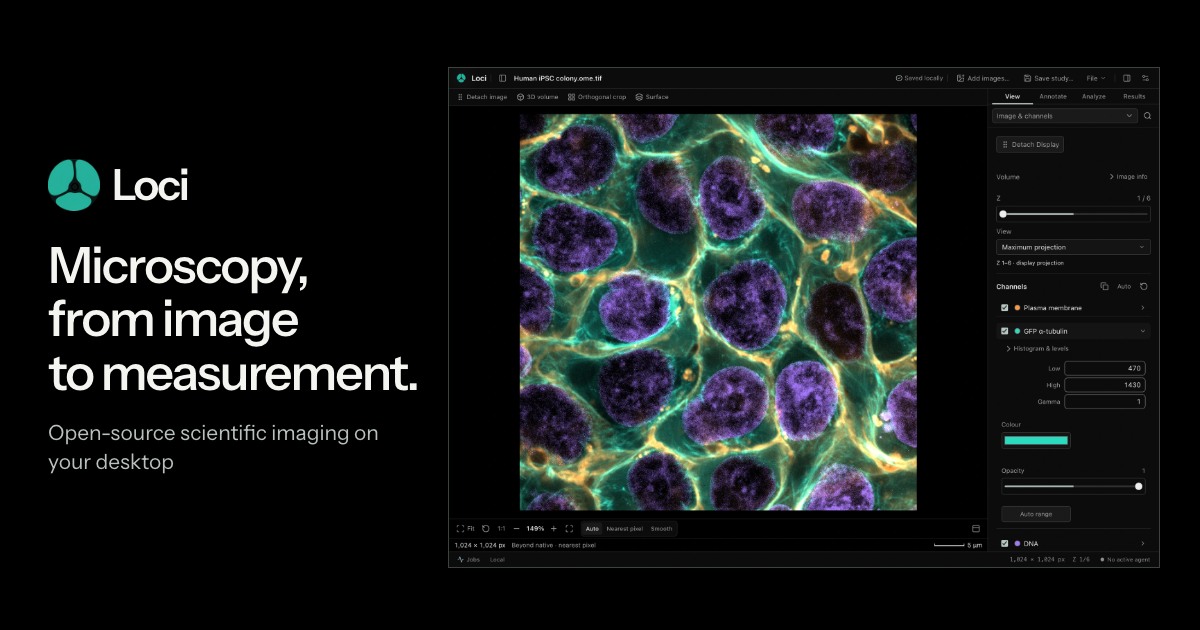 Loci
Microscopy,
from image
to measurement.
Open-source scientific imaging on
your desktop
Loci
Human iPSC colony.ome.tif
Saved locally
Add images...
Save study...
File
Detach image
3D volume
Orthogonal crop
Surface
View
Annotate
Analyze
Results
Image & channels
Detach Display
Volume
Image info
Z
1 / 6
View
Maximum projection
Z 1–6 · display projection
Channels
Auto
Plasma membrane
GFP α-tubulin
Histogram & levels
Low
470
High
1430
Gamma
1
Colour
Opacity
1
Auto range
DNA
Fit
1:1
149%
Auto
Nearest pixel
Smooth
1,024 × 1,024 px
Beyond native · nearest pixel
5 µm
Jobs
Local
1,024 × 1,024 px
Z 1/6
No active agent